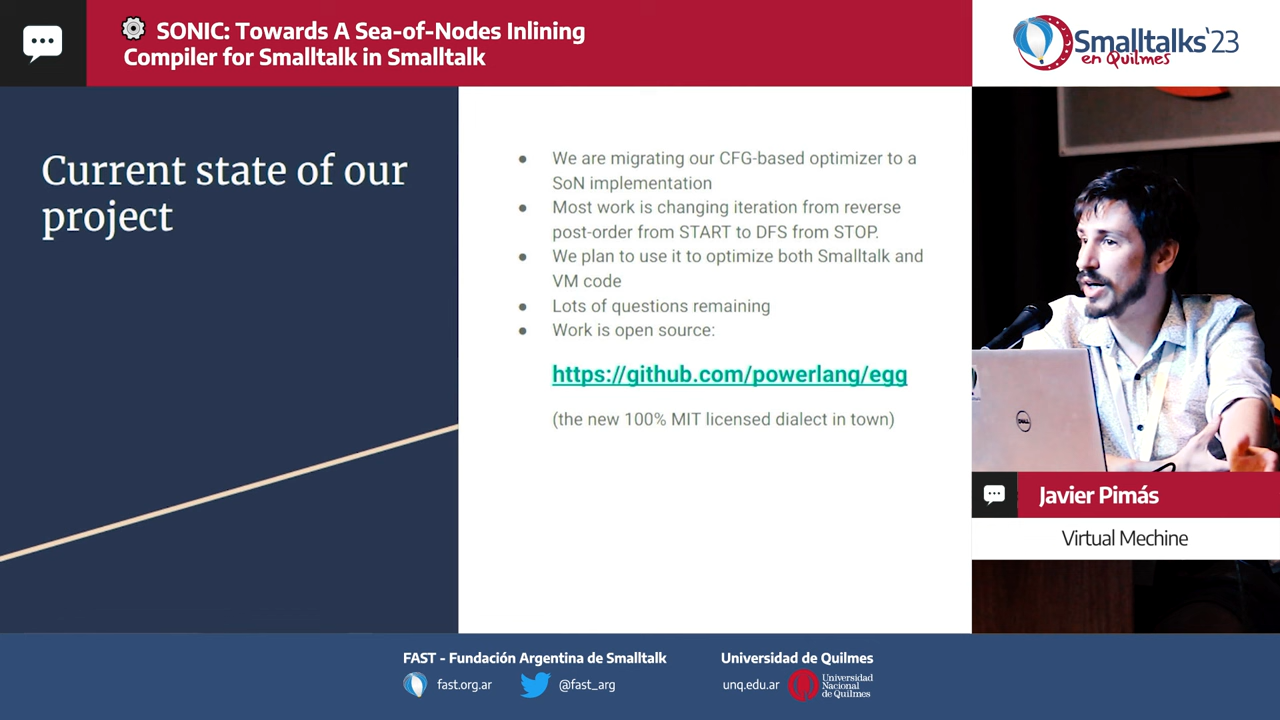 SONIC: Towards A Sea-of-Nodes Inlining
Compiler for Smalltalk in Smalltalk
Smalltalks'23
en Quilmes
Current state of our
project
● We are migrating our CFG-based optimizer to a
SoN implementation
● Most work is changing iteration from reverse
post-order from START to DFS from STOP.
● We plan to use it to optimize both Smalltalk and
VM code
● Lots of questions remaining
● Work is open source:
https://github.com/powerlang/egg
(the new 100% MIT licensed dialect in town)
DELL
Javier Pimás
Virtual Mechine
FAST - Fundación Argentina de Smalltalk
fast.org.ar
@fast_arg
Universidad de Quilmes
unq.edu.ar
Universidad
Nacional
de Quilmes